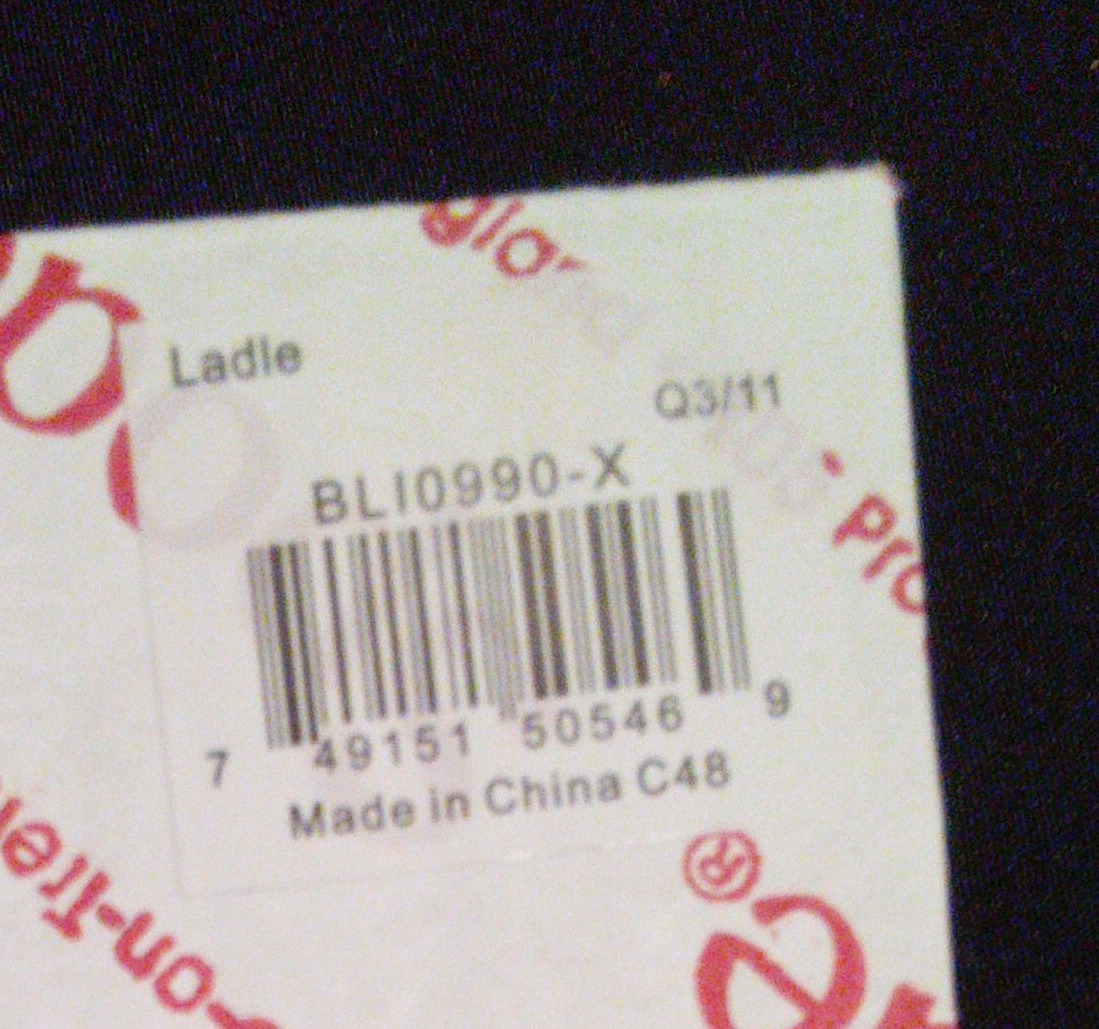 Ladle
Q3/11
BLI0990-X
7 49151 50546 9
Made in China C48
®